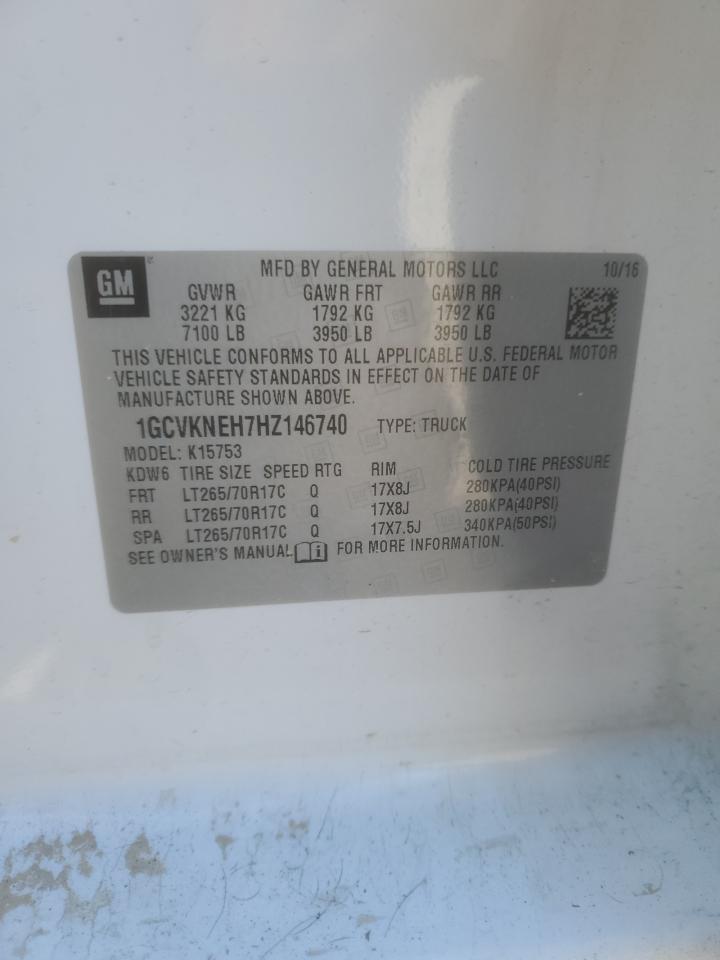 GM
MFD BY GENERAL MOTORS LLC 10/16
GVWR GAWR FRT GAWR RR
3221 KG 1792 KG 1792 KG
7100 LB 3950 LB 3950 LB
THIS VEHICLE CONFORMS TO ALL APPLICABLE U.S. FEDERAL MOTOR
VEHICLE SAFETY STANDARDS IN EFFECT ON THE DATE OF
MANUFACTURE SHOWN ABOVE.
1GCVKNEH7HZ146740 TYPE: TRUCK
MODEL: K15753
KDW6 TIRE SIZE SPEED RTG RIM COLD TIRE PRESSURE
FRT LT265/70R17C Q 17X8J 280KPA(40PSI)
RR LT265/70R17C Q 17X8J 280KPA(40PSI)
SPA LT265/70R17C Q 17X7.5J 340KPA(50PSI)
SEE OWNER'S MANUAL i FOR MORE INFORMATION.